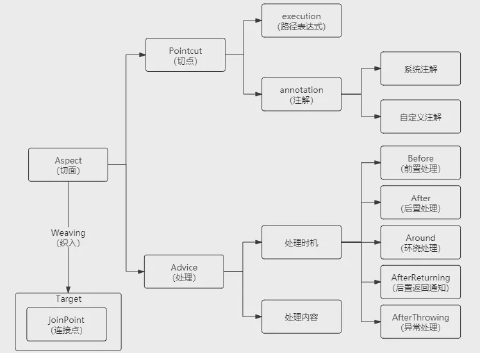 execution
(路径表达式)
Pointcut
(切点)
annotation
(注解)
系统注解
自定义注解
Aspect
(切面)
Before
(前置处理)
After
(后置处理)
Weaving
(织入)
处理时机
Around
(环绕处理)
Advice
(处理)
AfterReturning
(后置返回通知)
Target
joinPoint
(连接点)
处理内容
AfterThrowing
(异常处理)